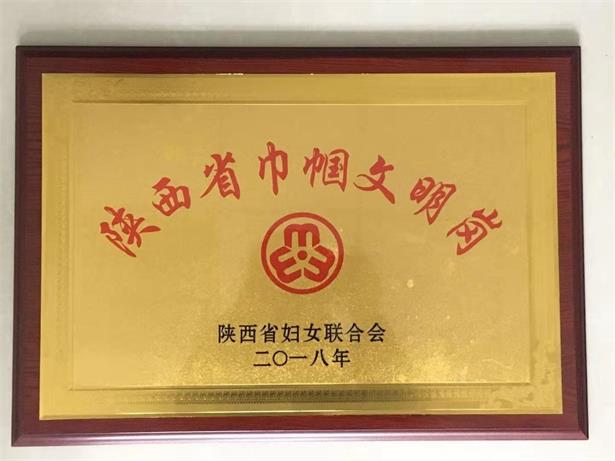 陕西省巾帼文明岗
陕西省妇女联合会
二〇一八年